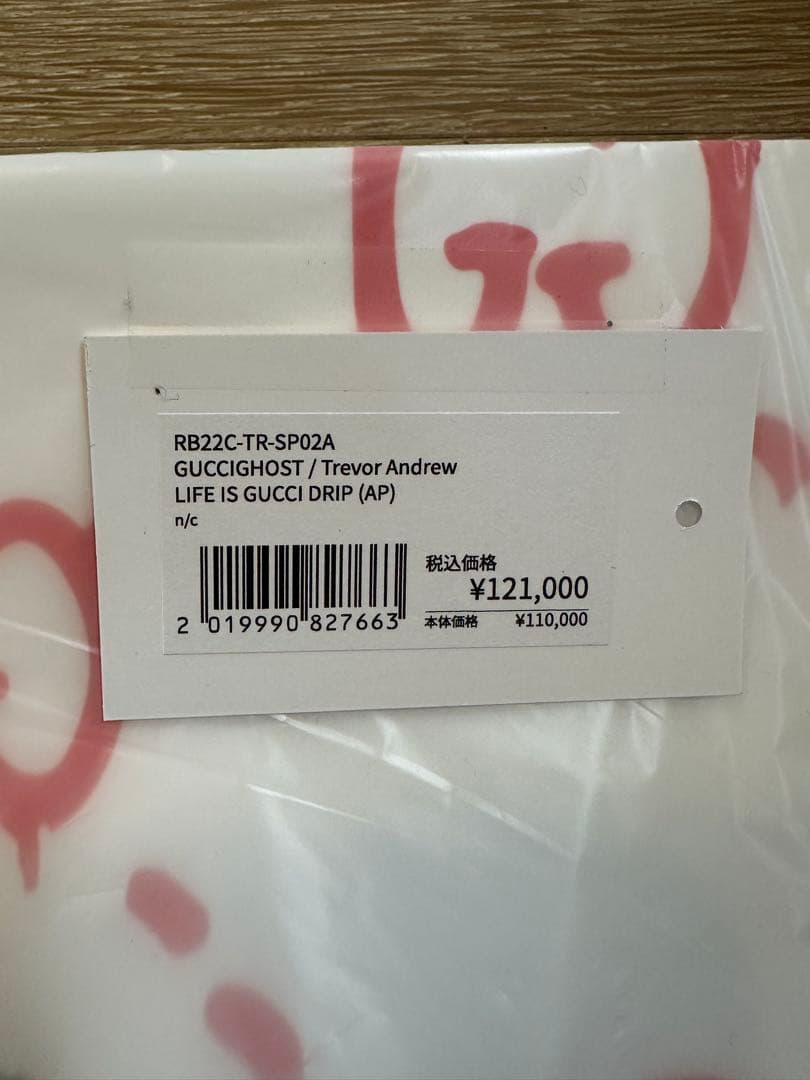 RB22C-TR-SP02A
GUCCIGHOST / Trevor Andrew
LIFE IS GUCCI DRIP (AP)
n/c
税込価格
¥121,000
本体価格 ¥110,000
2 019990 827663